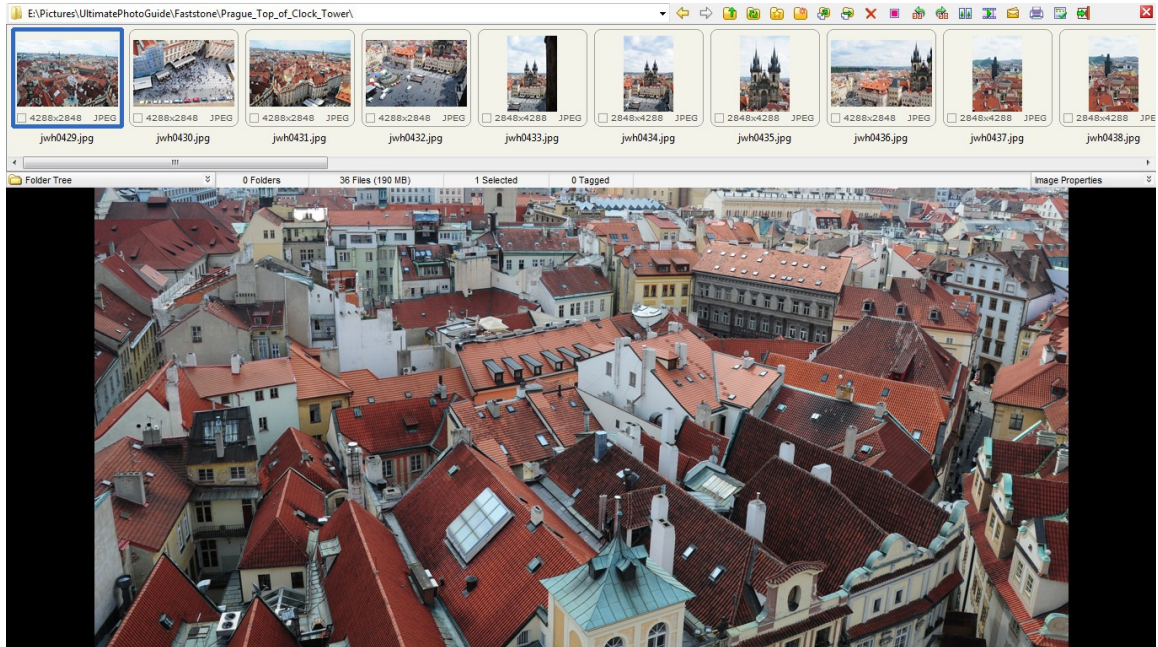 E:\Pictures\UltimatePhotoGuide\Faststone\Prague_Top_of_Clock_Tower\
4288x2848 JPEG 4288x2848 JPEG 4288x2848 JPEG 4288x2848 JPEG 2848x4288 JPEG 2848x4288 JPEG 2848x4288 JPEG 4288x2848 JPEG 2848x4288 JPEG 2848x4288 JPE
jwh0429.jpg jwh0430.jpg jwh0431.jpg jwh0432.jpg jwh0433.jpg jwh0434.jpg jwh0435.jpg jwh0436.jpg jwh0437.jpg jwh0438.jpg
Folder Tree 0 Folders 36 Files (190 MB) 1 Selected 0 Tagged Image Properties